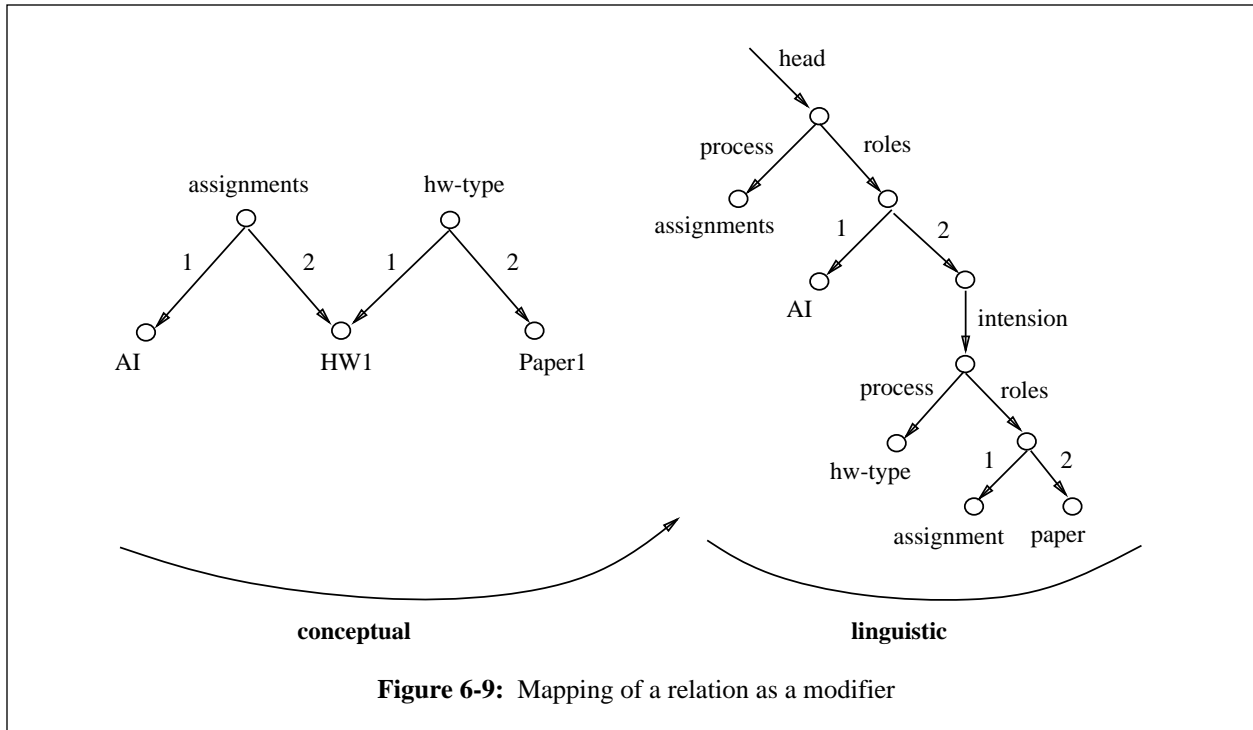 head
process roles
assignments hw-type
assignments
1 2 1 2
1 2
AI HW1 Paper1
AI
intension
process roles
hw-type
1 2
assignment paper
conceptual linguistic
Figure 6-9: Mapping of a relation as a modifier